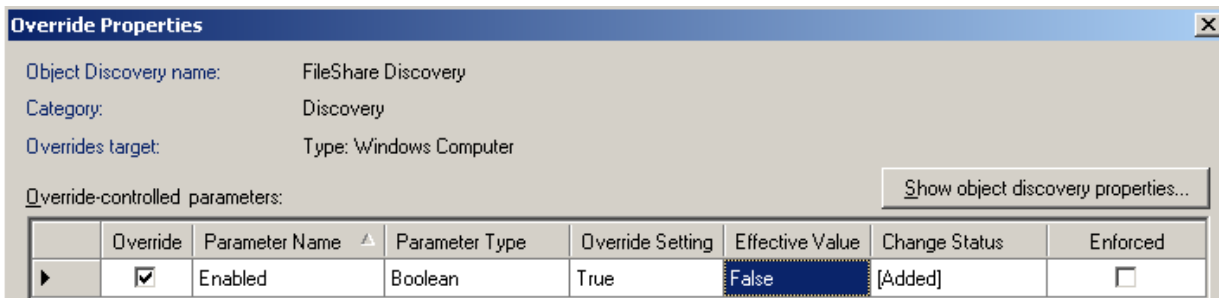 Override Properties
Object Discovery name: FileShare Discovery
Category: Discovery
Overrides target: Type: Windows Computer
Show object discovery properties...
Override-controlled parameters:
Override Parameter Name Parameter Type Override Setting Effective Value Change Status Enforced
Enabled Boolean True False [Added]